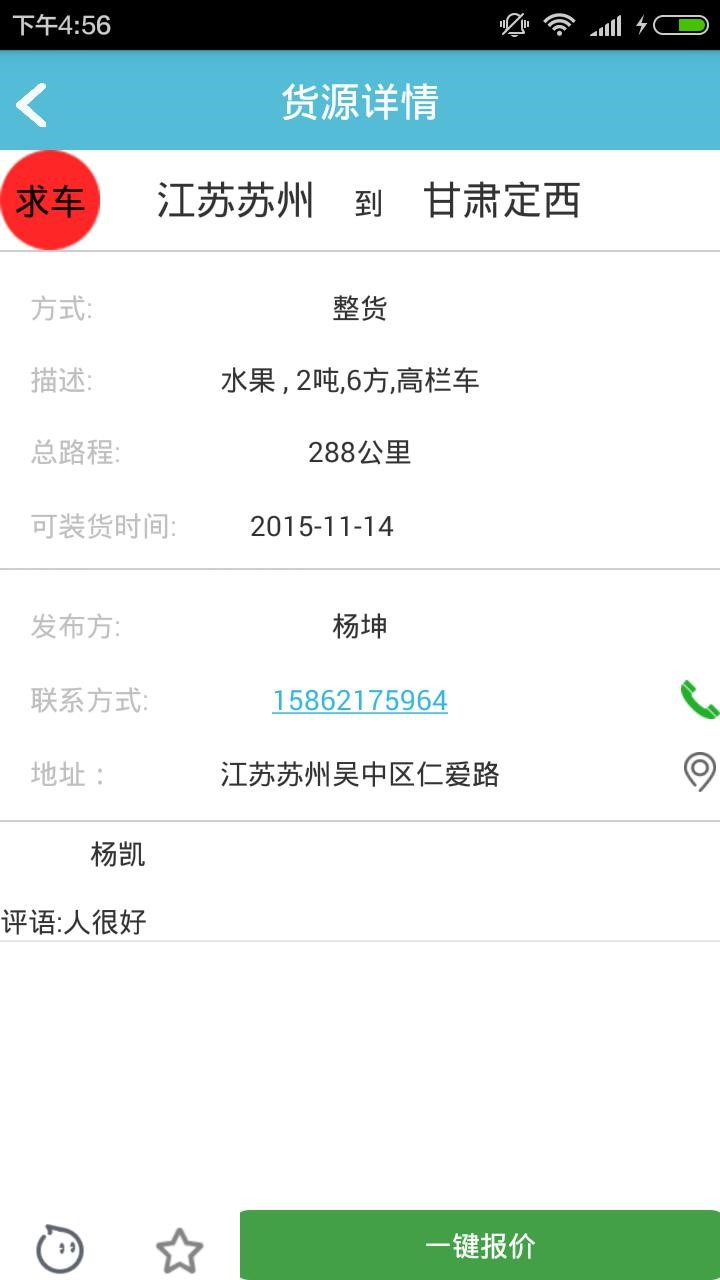 下午4:56
货源详情
求车 江苏苏州 到 甘肃定西
方式: 整货
描述: 水果 , 2吨,6方,高栏车
总路程: 288公里
可装货时间: 2015-11-14
发布方: 杨坤
联系方式: 15862175964
地址： 江苏苏州吴中区仁爱路
杨凯
评语:人很好
一键报价